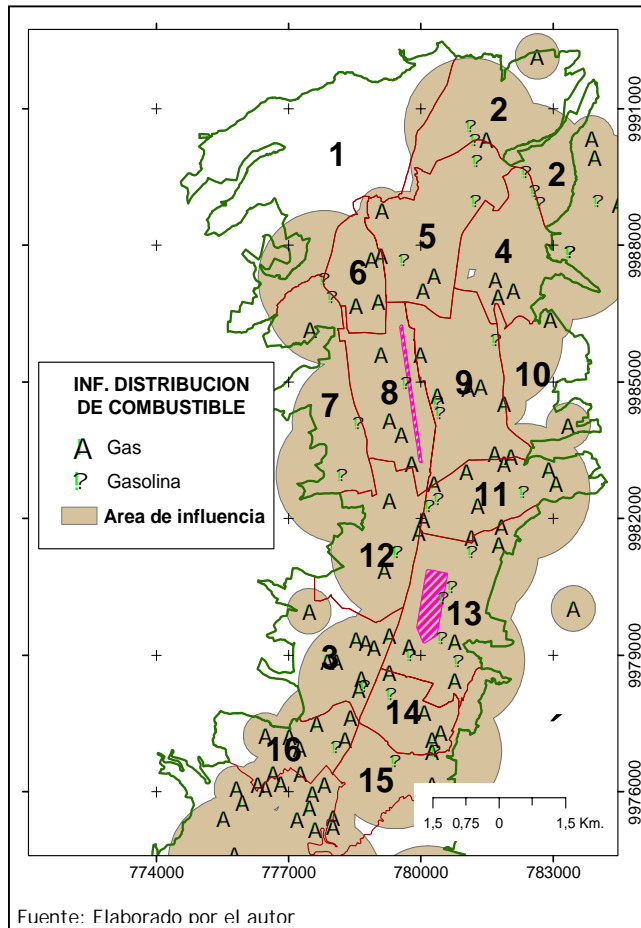 2
1
2
5
4
6
7
8
9
10
11
12
13
3
14
16
15
INF. DISTRIBUCION
DE COMBUSTIBLE
A Gas
? Gasolina
Area de influencia
1,5 0,75 0 1,5 Km.
9991000
9988000
9985000
9982000
9979000
9976000
774000 777000 780000 783000
Fuente: Elaborado por el autor